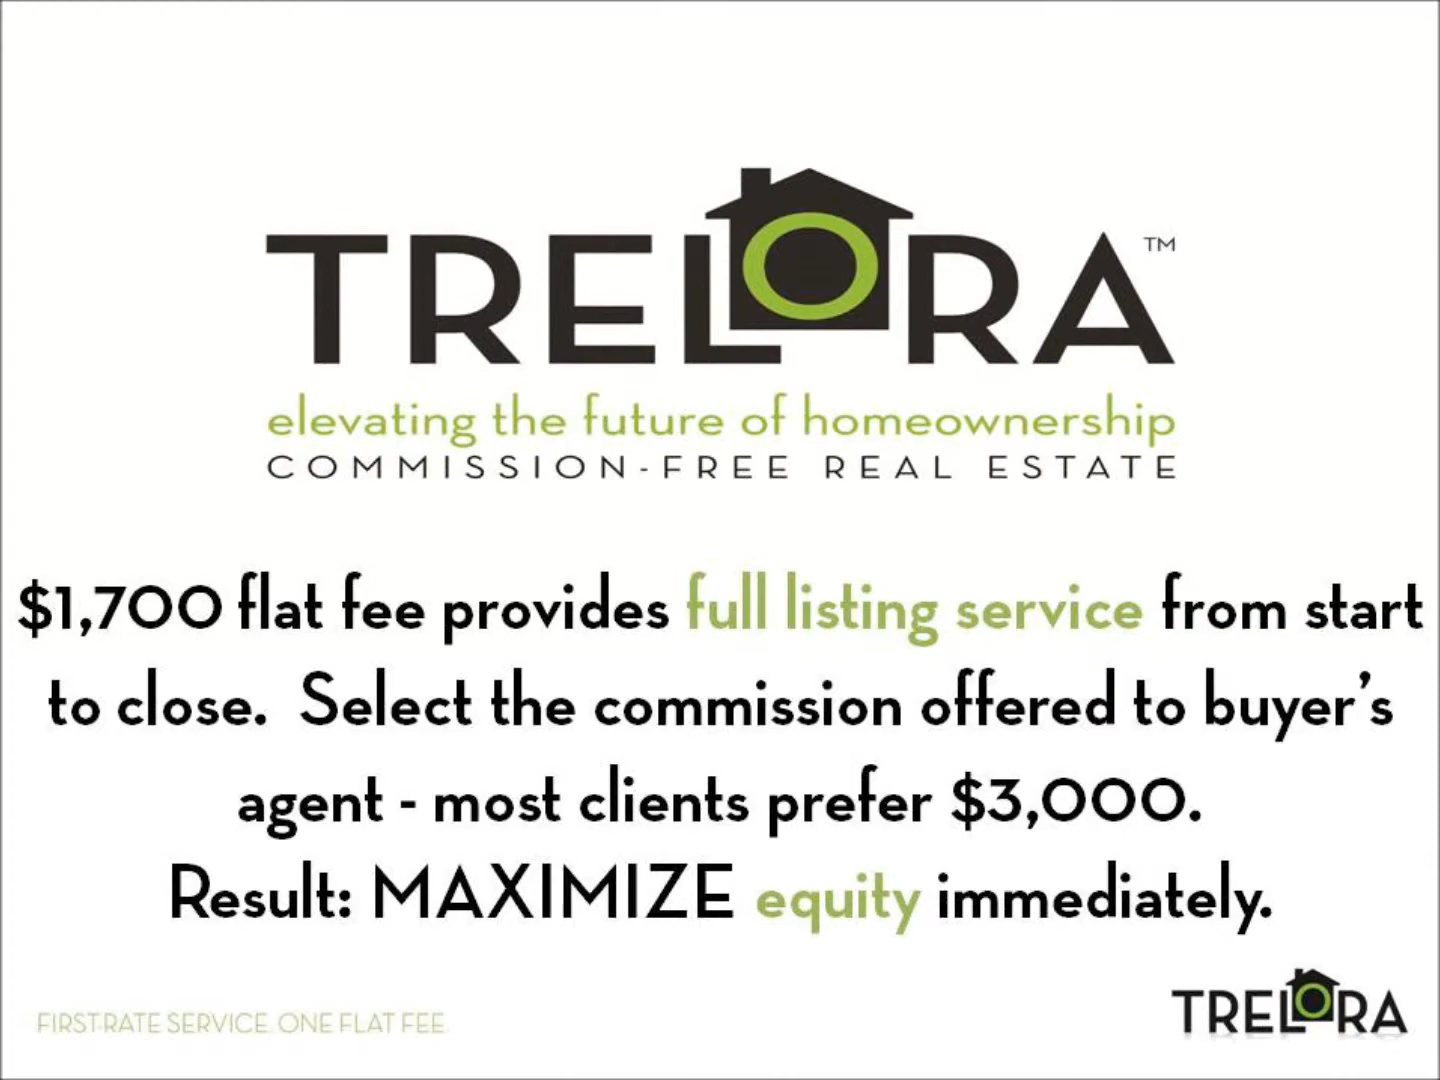 TRELORA™
elevating the future of homeownership
COMMISSION-FREE REAL ESTATE
$1,700 flat fee provides full listing service from start
to close. Select the commission offered to buyer's
agent - most clients prefer $3,000.
Result: MAXIMIZE equity immediately.
FIRST-RATE SERVICE. ONE FLAT FEE.
TRELORA